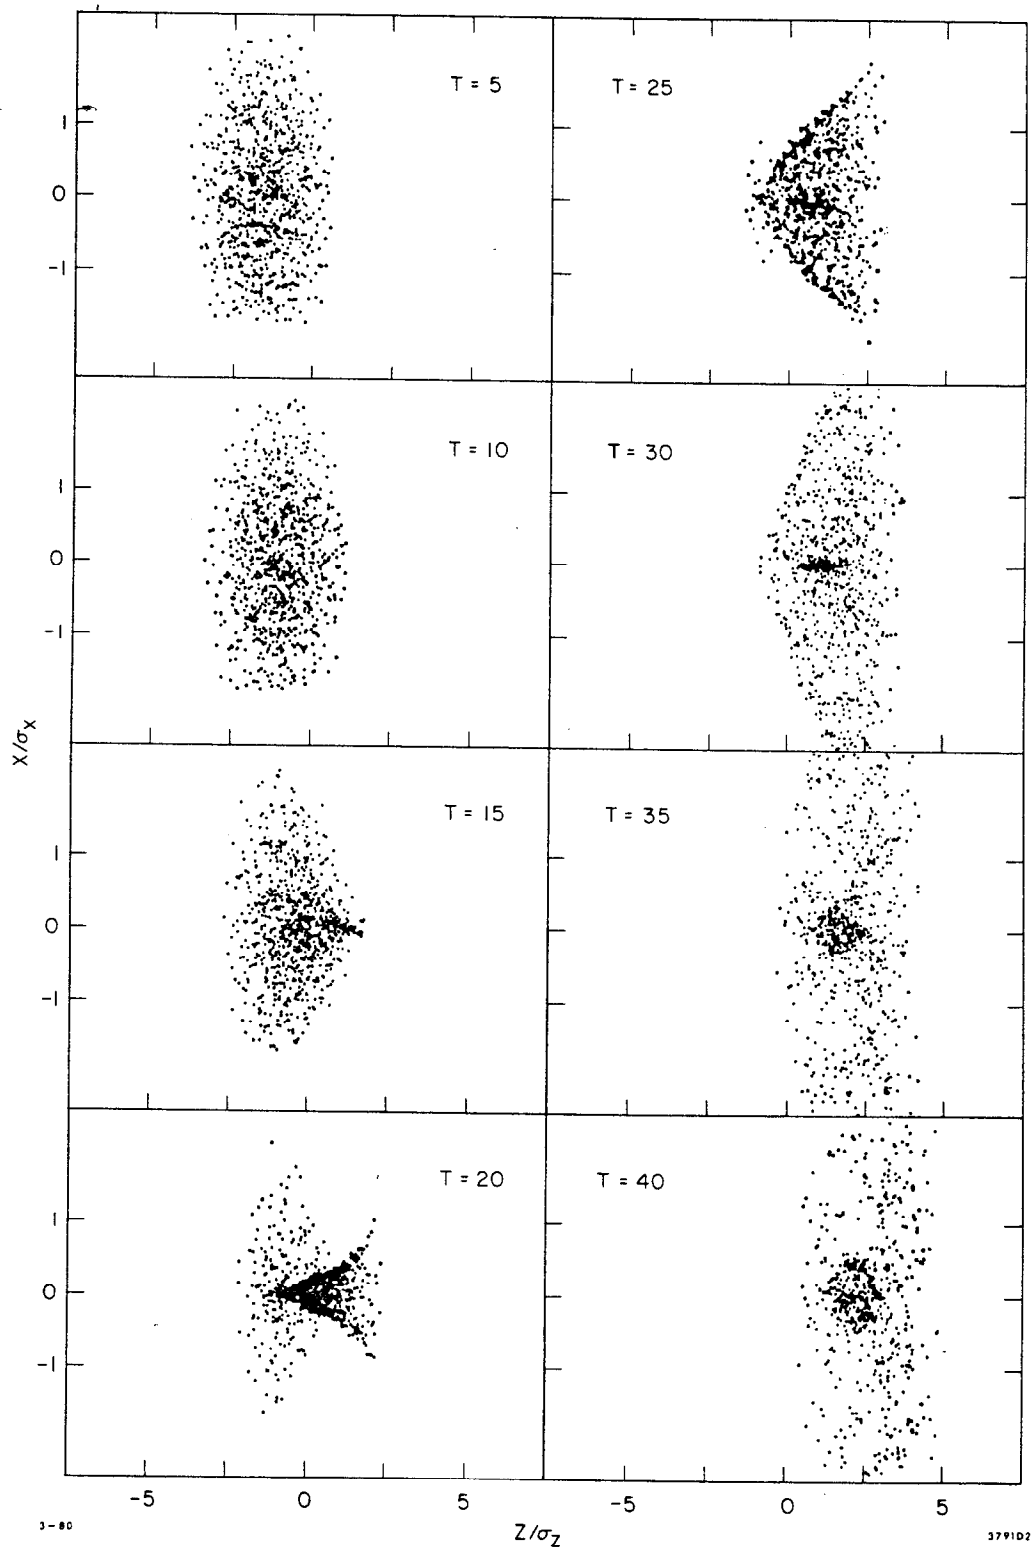 T = 5
T = 25
1
0
-1
T = 10
T = 30
1
0
-1
X/σX
T = 15
T = 35
1
0
-1
T = 20
T = 40
1
0
-1
-5 0 5 -5 0 5
3-80
Z/σZ
3791D2